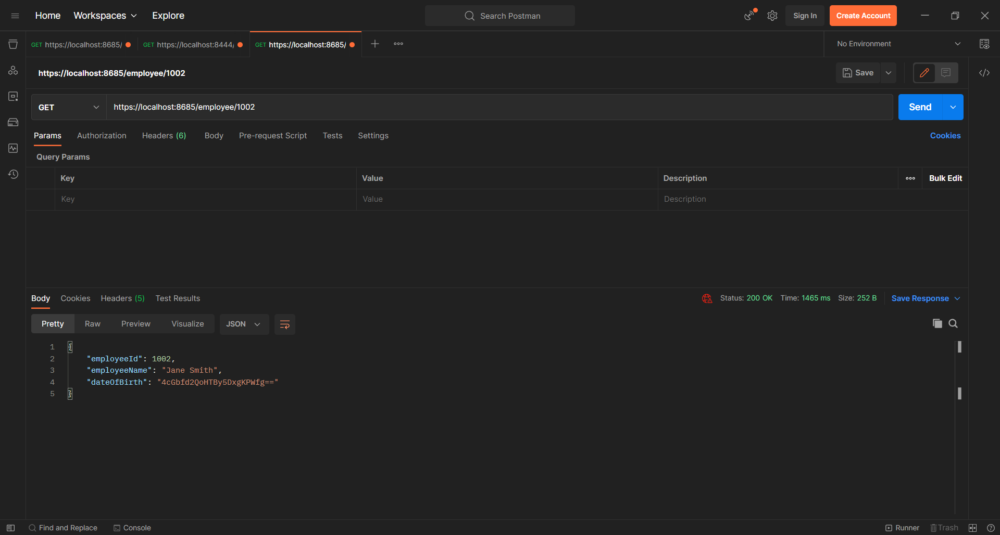 Home Workspaces Explore Search Postman Sign In Create Account
GET https://localhost:8685/ GET https://localhost:8444/ GET https://localhost:8685/ No Environment
https://localhost:8685/employee/1002 Save
GET https://localhost:8685/employee/1002 Send
Params Authorization Headers (6) Body Pre-request Script Tests Settings Cookies
Query Params
Key Value Description Bulk Edit
Key Value Description
Body Cookies Headers (5) Test Results Status: 200 OK Time: 1465 ms Size: 252 B Save Response
Pretty Raw Preview Visualize JSON
1 {
2 "employeeId": 1002,
3 "employeeName": "Jane Smith",
4 "dateOfBirth": "4cGbfd2QoHTBy5DxgKPWfg=="
5 }
Find and Replace Console Runner Trash